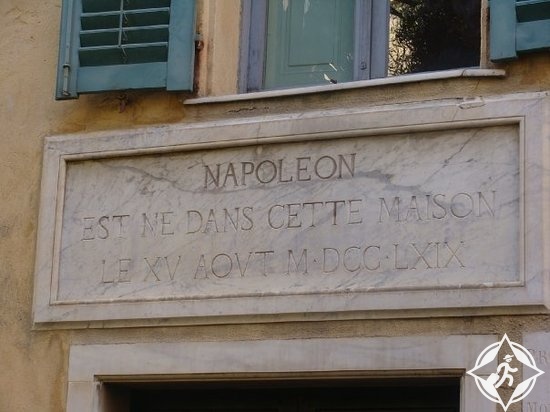 NAPOLEON
EST NE DANS CETTE MAISON
LE XV AOVT M·DCC·LXIX